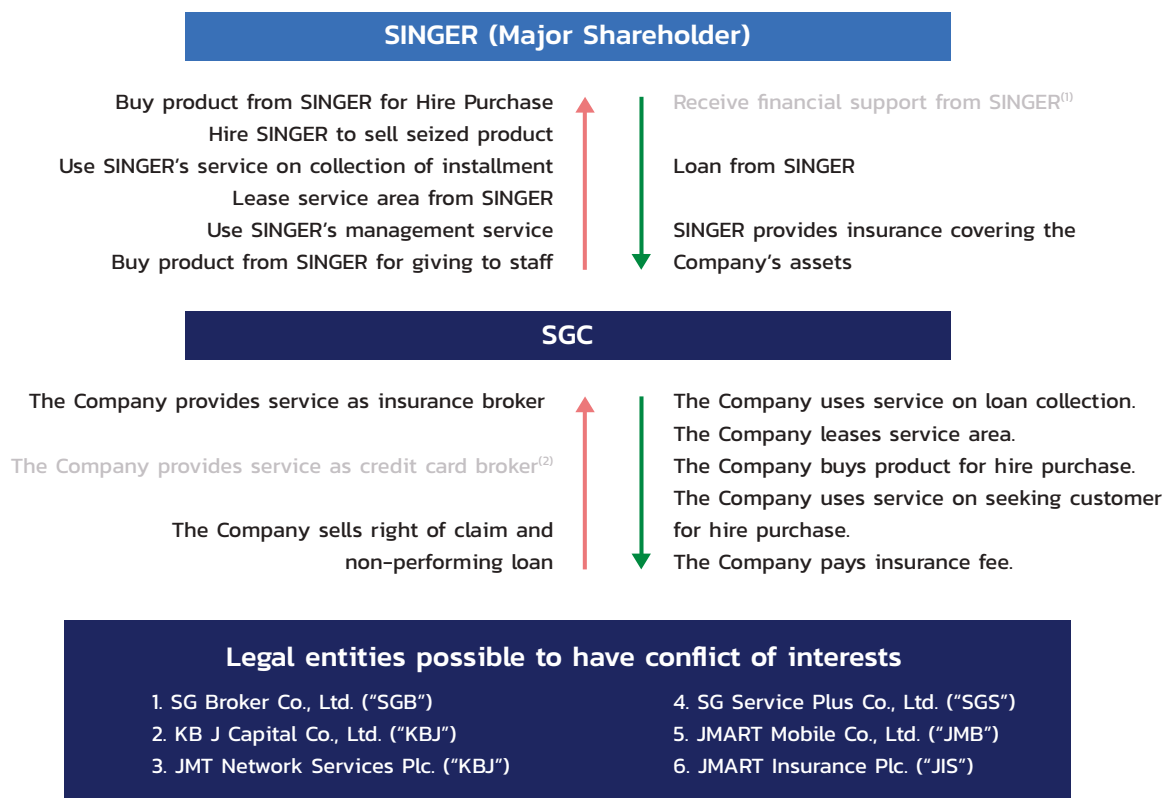 SINGER (Major Shareholder)
Buy product from SINGER for Hire Purchase
Hire SINGER to sell seized product
Use SINGER’s service on collection of installment
Lease service area from SINGER
Use SINGER’s management service
Buy product from SINGER for giving to staff
Receive financial support from SINGER(1)
Loan from SINGER
SINGER provides insurance covering the
Company’s assets
SGC
The Company provides service as insurance broker
The Company provides service as credit card broker(2)
The Company sells right of claim and
non-performing loan
The Company uses service on loan collection.
The Company leases service area.
The Company buys product for hire purchase.
The Company uses service on seeking customer
for hire purchase.
The Company pays insurance fee.
Legal entities possible to have conflict of interests
1. SG Broker Co., Ltd. (“SGB”)
2. KB J Capital Co., Ltd. (“KBJ”)
3. JMT Network Services Plc. (“KBJ”)
4. SG Service Plus Co., Ltd. (“SGS”)
5. JMART Mobile Co., Ltd. (“JMB”)
6. JMART Insurance Plc. (“JIS”)